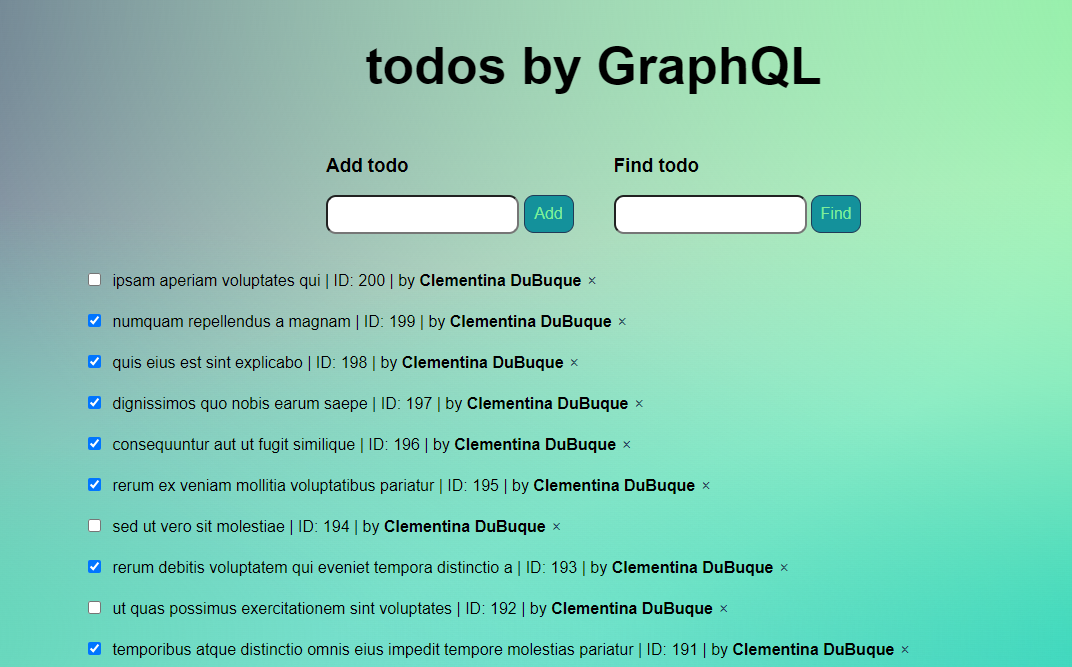 todos by GraphQL
Add todo Find todo
Add Find
ipsam aperiam voluptates qui | ID: 200 | by Clementina DuBuque ×
numquam repellendus a magnam | ID: 199 | by Clementina DuBuque ×
quis eius est sint explicabo | ID: 198 | by Clementina DuBuque ×
dignissimos quo nobis earum saepe | ID: 197 | by Clementina DuBuque ×
consequuntur aut ut fugit similique | ID: 196 | by Clementina DuBuque ×
rerum ex veniam mollitia voluptatibus pariatur | ID: 195 | by Clementina DuBuque ×
sed ut vero sit molestiae | ID: 194 | by Clementina DuBuque ×
rerum debitis voluptatem qui eveniet tempora distinctio a | ID: 193 | by Clementina DuBuque ×
ut quas possimus exercitationem sint voluptates | ID: 192 | by Clementina DuBuque ×
temporibus atque distinctio omnis eius impedit tempore molestias pariatur | ID: 191 | by Clementina DuBuque ×